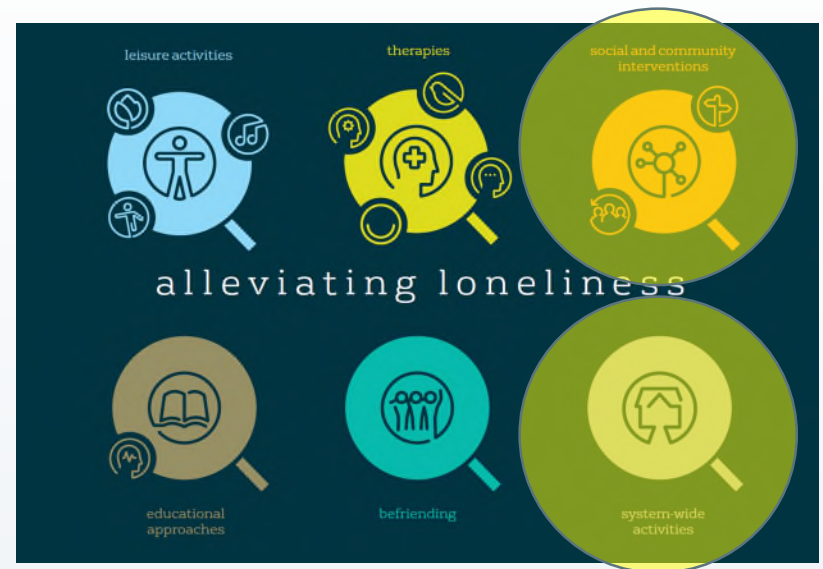 leisure activities
therapies
social and community
interventions
alleviating loneliness
educational
approaches
befriending
system-wide
activities